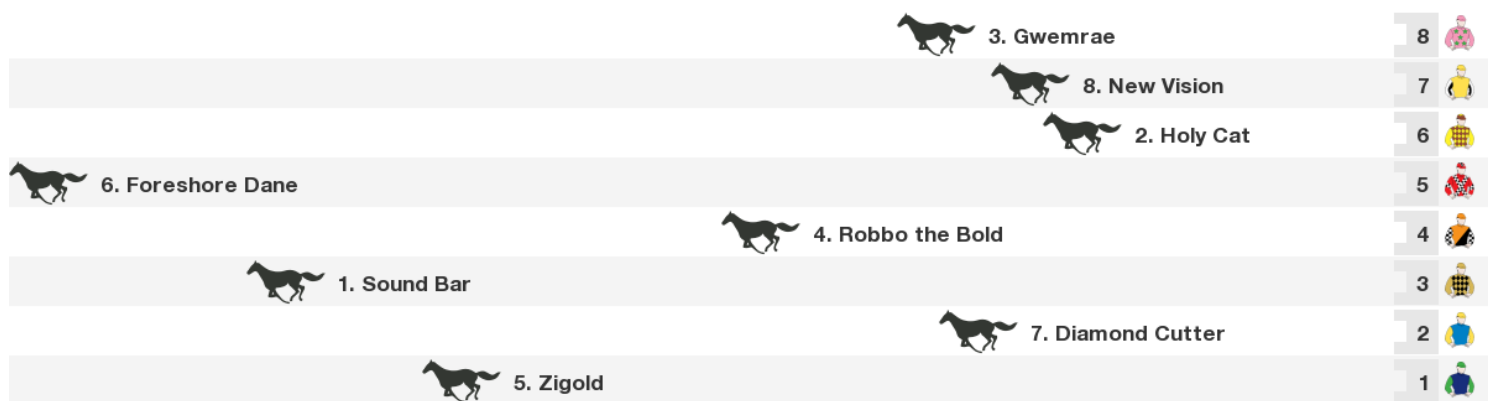 3. Gwemrae 8
8. New Vision 7
2. Holy Cat 6
6. Foreshore Dane 5
4. Robbo the Bold 4
1. Sound Bar 3
7. Diamond Cutter 2
5. Zigold 1